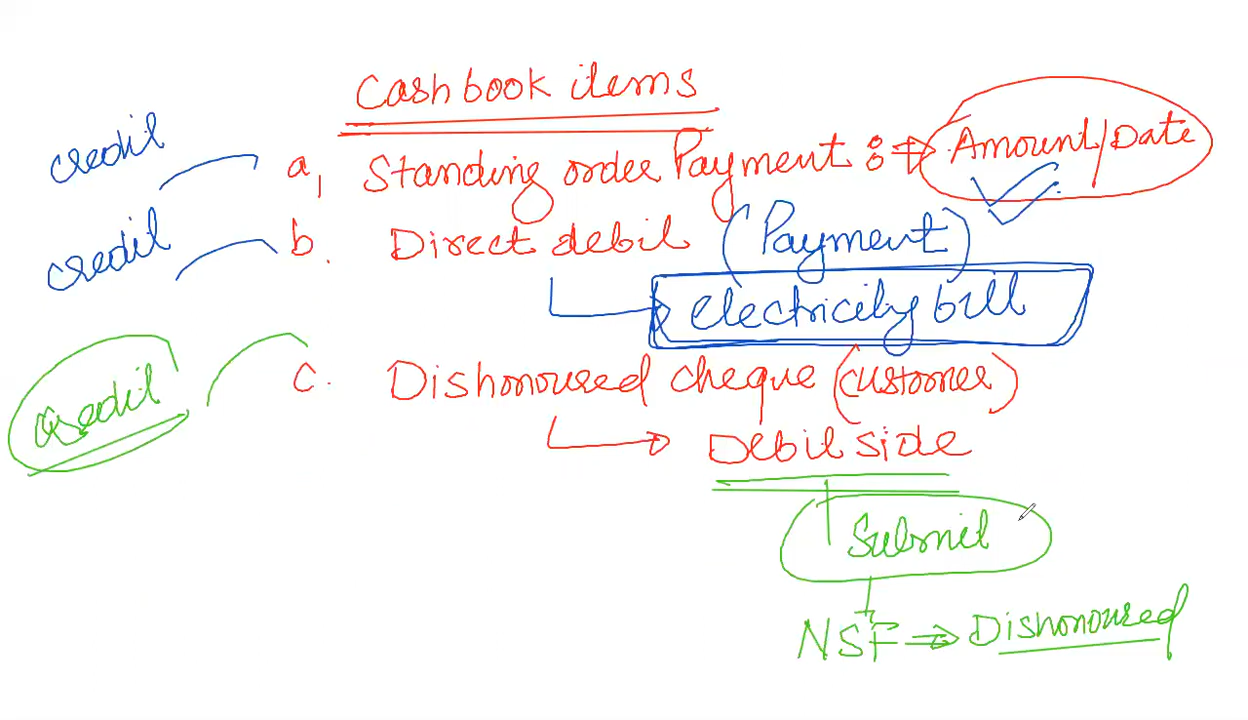 Cash book items
credit
a, Standing order Payment : ⇒ Amount/Date
credit
b. Direct debit (Payment)
electricity bill
credit
c. Dishonoured cheque (customer)
Debit side
Submit
NSF ⇒ Dishonoured